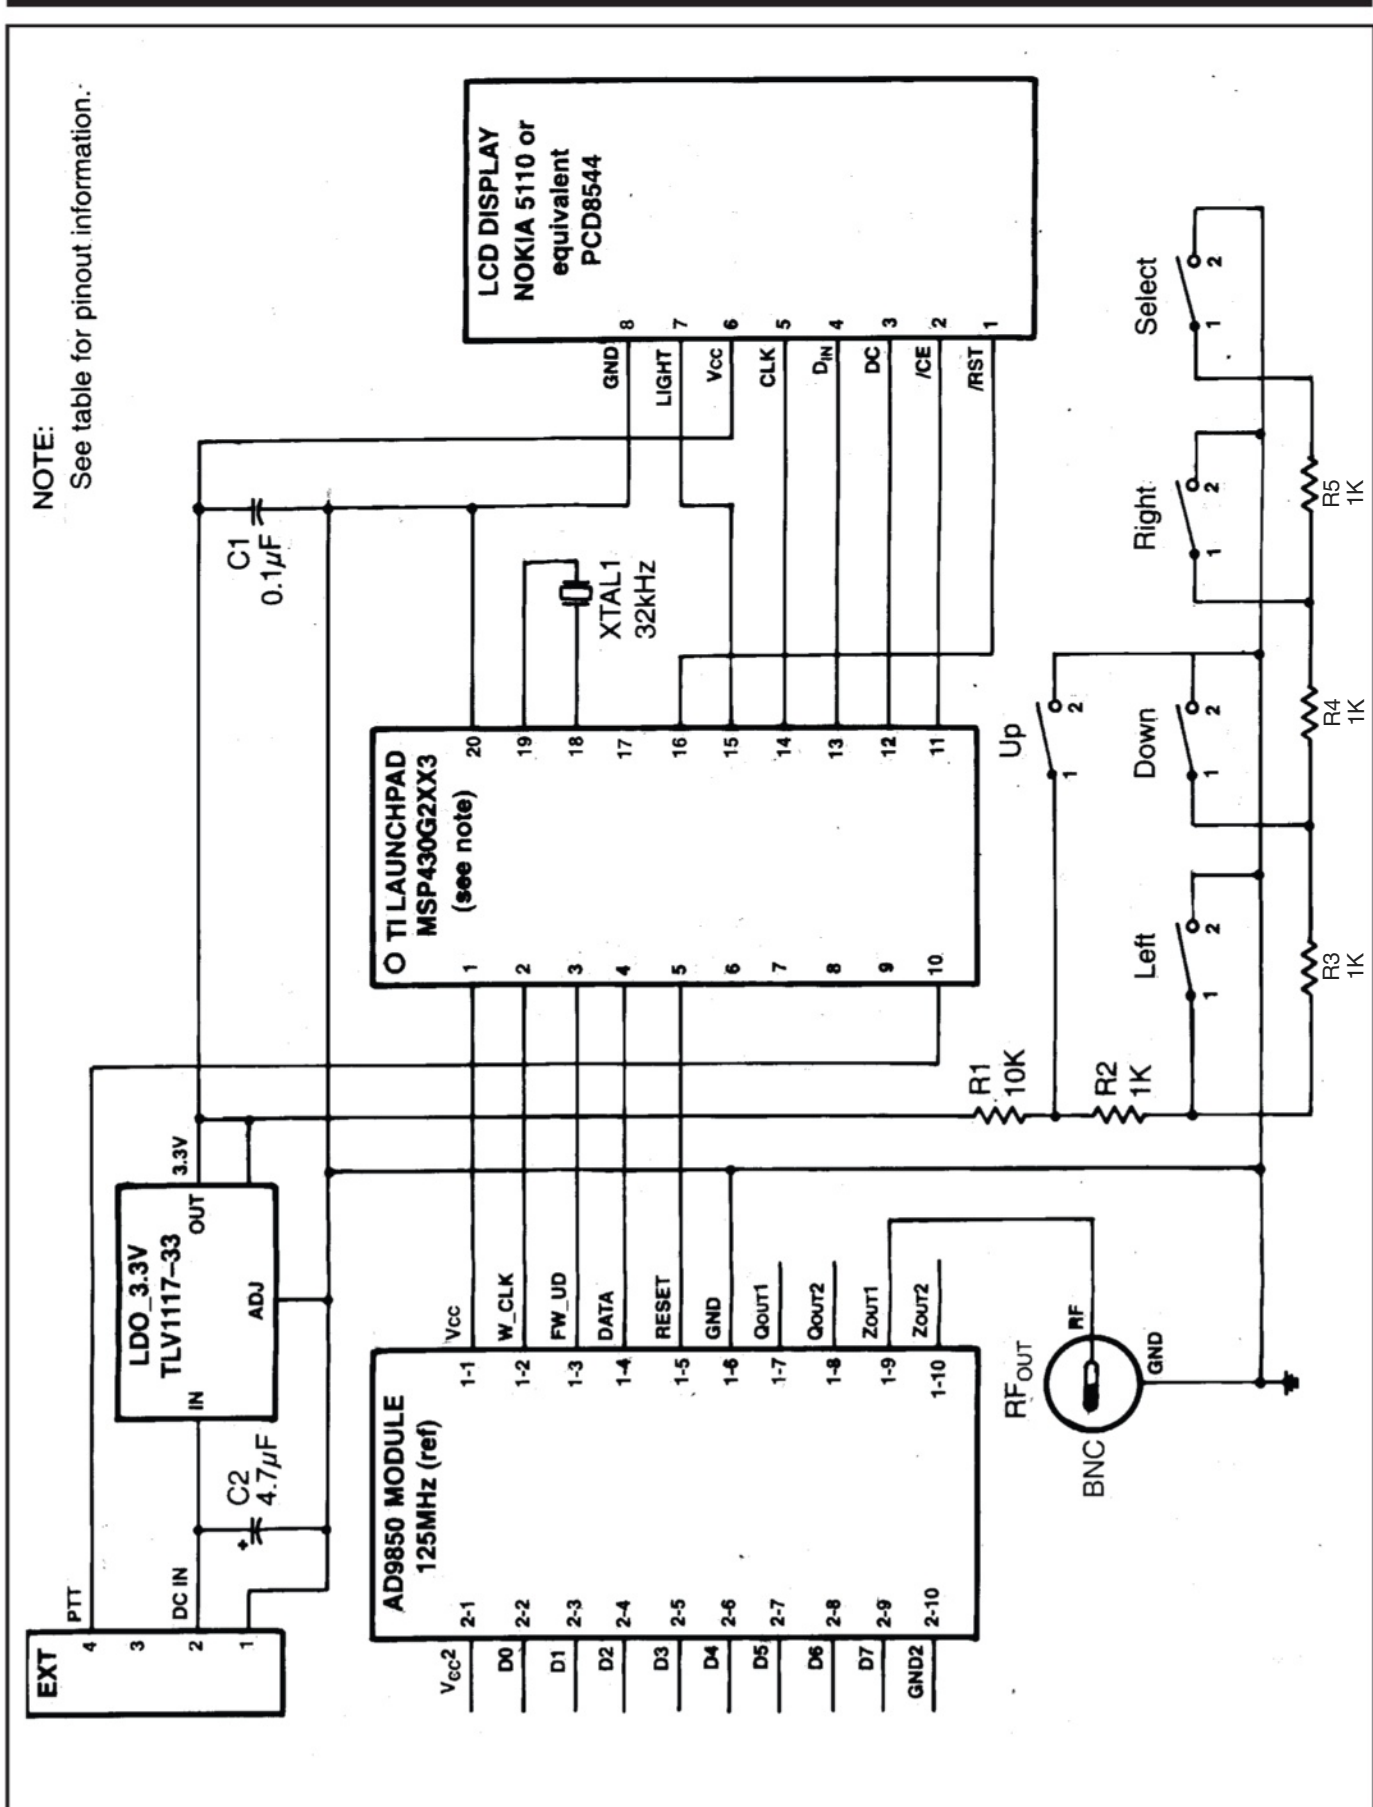 NOTE:
See table for pinout information.
EXT
4
3
2
1
PTT
DC IN
C2
4.7µF
LDO_3.3V
TLV1117-33
IN
OUT
ADJ
3.3V
C1
0.1µF
AD9850 MODULE
125MHz (ref)
VCC2
D0
D1
D2
D3
D4
D5
D6
D7
GND2
2-1
2-2
2-3
2-4
2-5
2-6
2-7
2-8
2-9
2-10
1-1
1-2
1-3
1-4
1-5
1-6
1-7
1-8
1-9
1-10
VCC
W_CLK
FW_UD
DATA
RESET
GND
QOUT1
QOUT2
ZOUT1
ZOUT2
TI LAUNCHPAD
MSP430G2XX3
(see note)
1
2
3
4
5
6
7
8
9
10
20
19
18
17
16
15
14
13
12
11
XTAL1
32kHz
LCD DISPLAY
NOKIA 5110 or
equivalent
PCD8544
GND
LIGHT
VCC
CLK
DIN
DC
/CE
/RST
8
7
6
5
4
3
2
1
RFOUT
RF
GND
BNC
R1
10K
R2
1K
Up
1
2
Left
1
2
Down
1
2
Right
1
2
Select
1
2
R3
1K
R4
1K
R5
1K